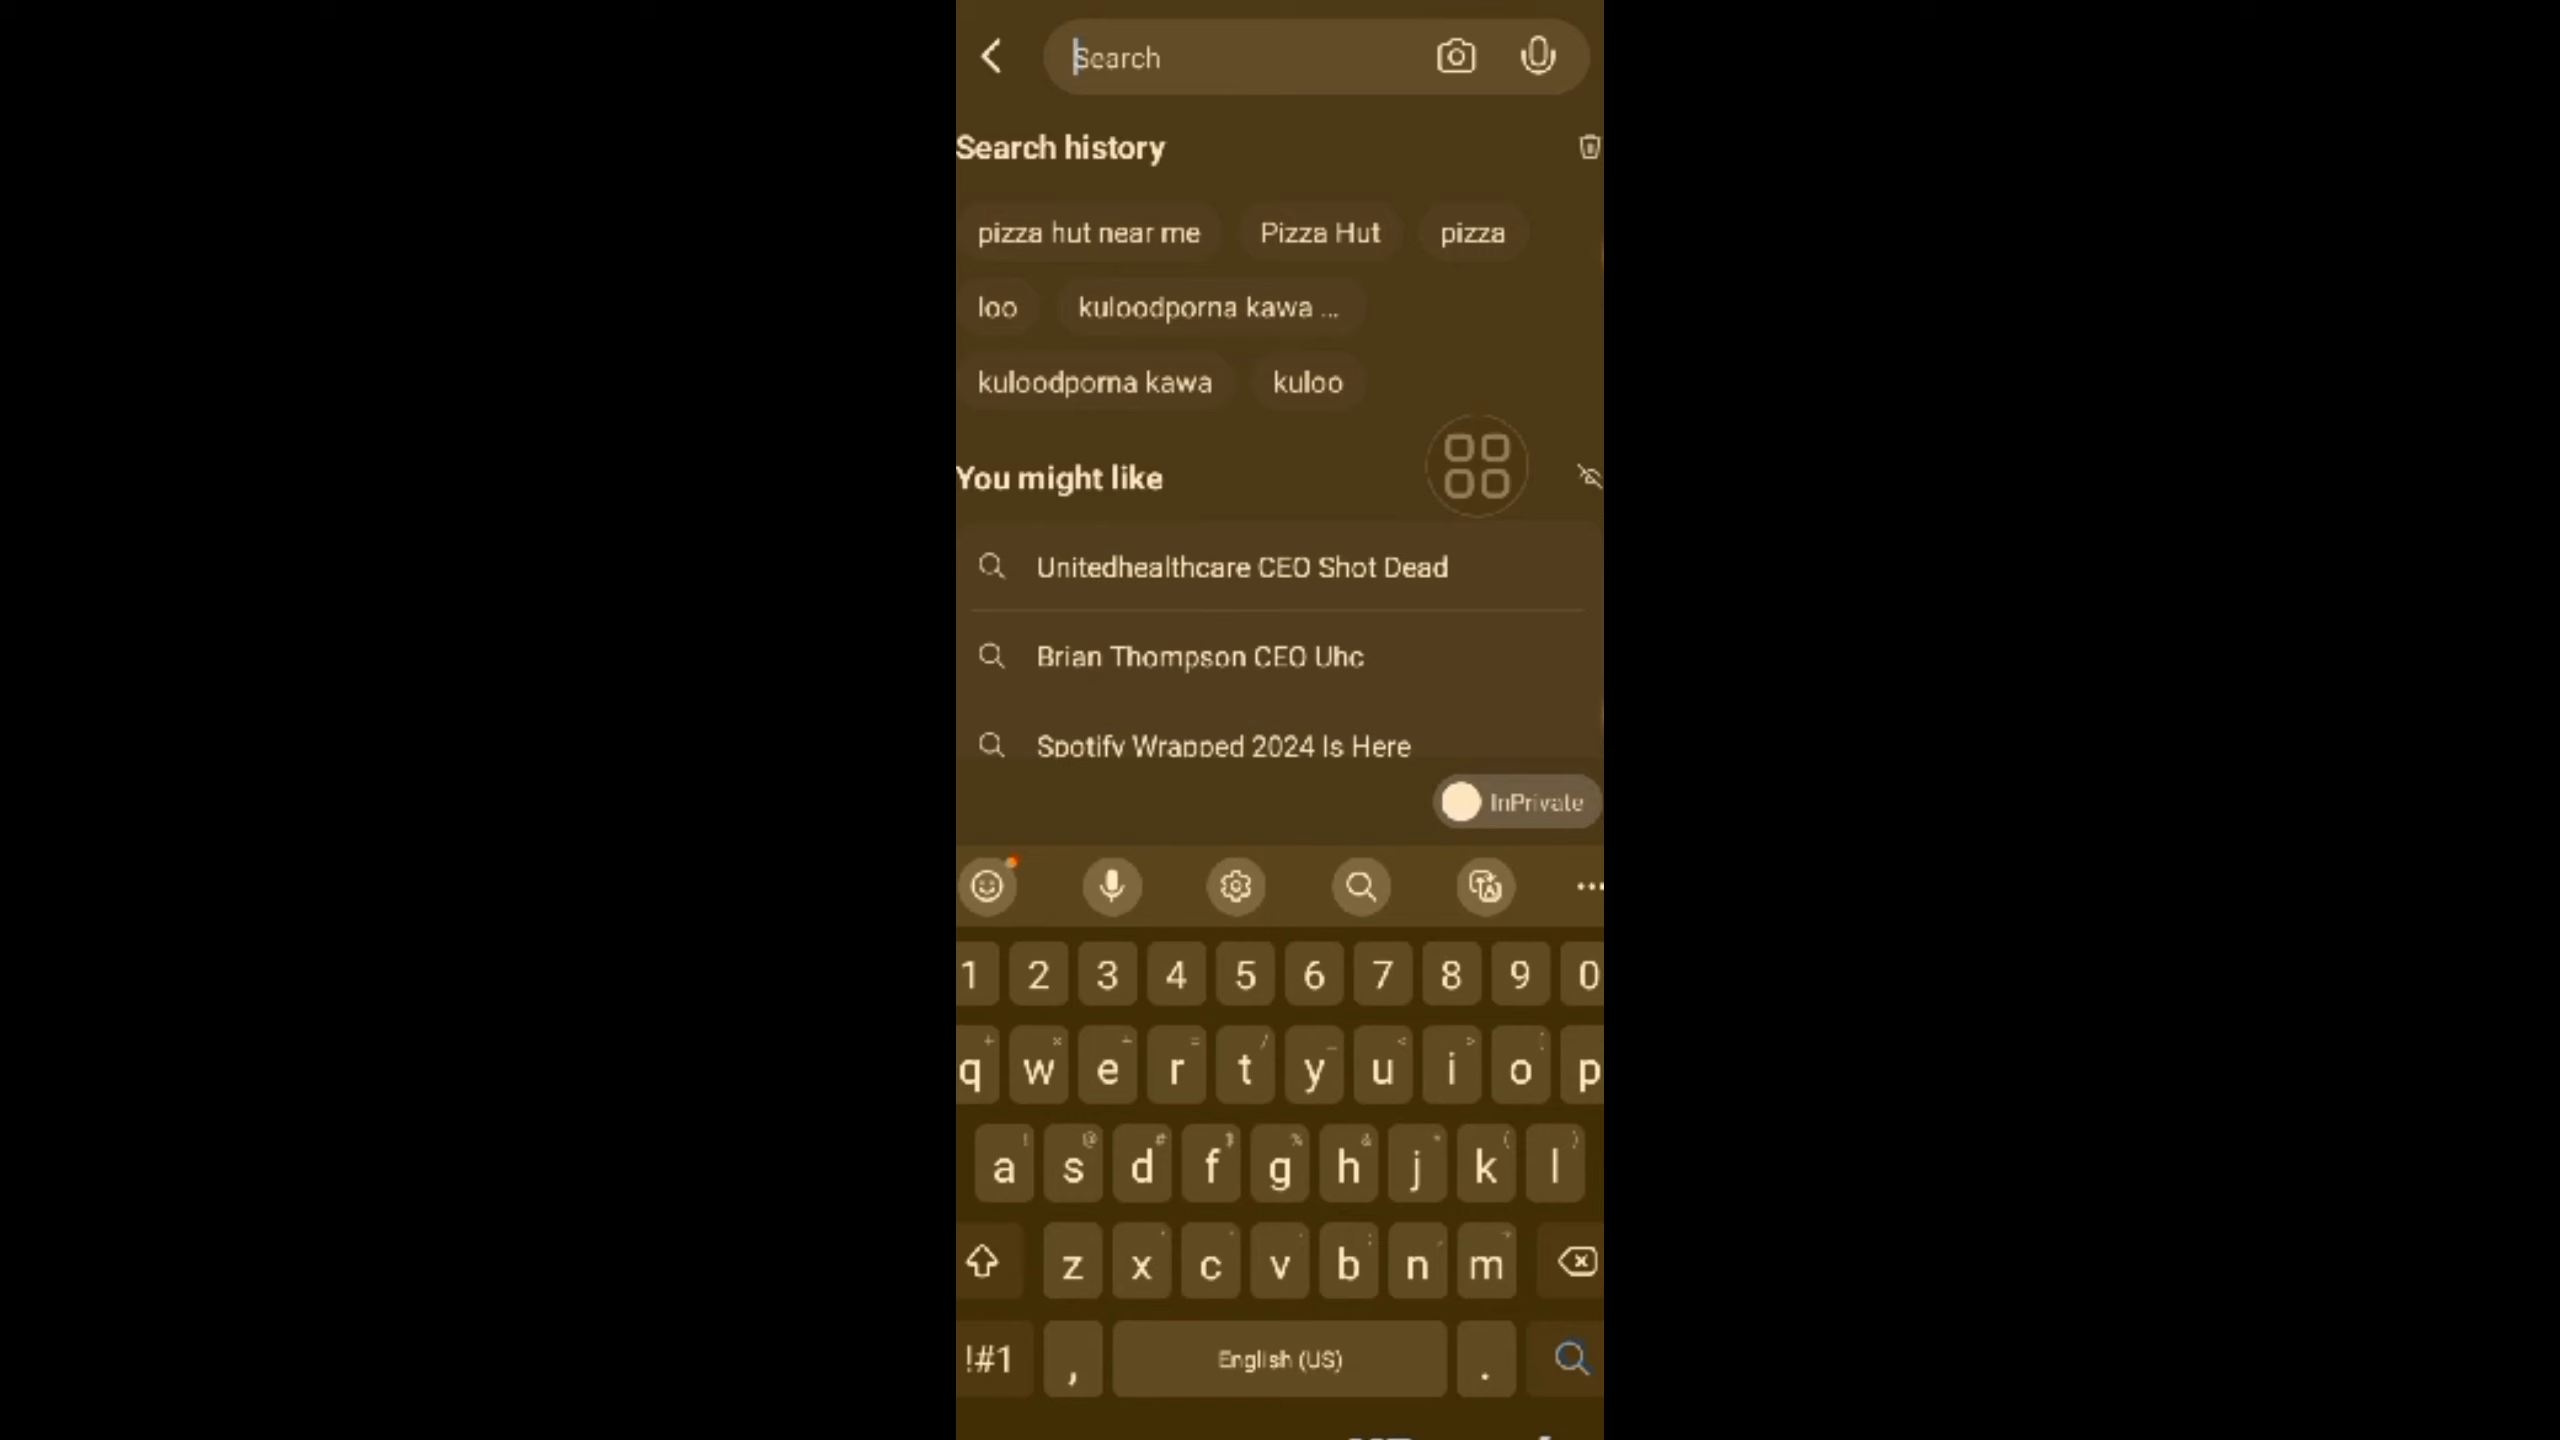 Search
Search history
pizza hut near me Pizza Hut pizza
loo kuloodporna kawa ...
kuloodporna kawa kuloo
You might like
Unitedhealthcare CEO Shot Dead
Brian Thompson CEO Uhc
Spotify Wrapped 2024 Is Here
InPrivate
1 2 3 4 5 6 7 8 9 0
q w e r t y u i o p
a s d f g h j k l
z x c v b n m
!#1 , English (US) .